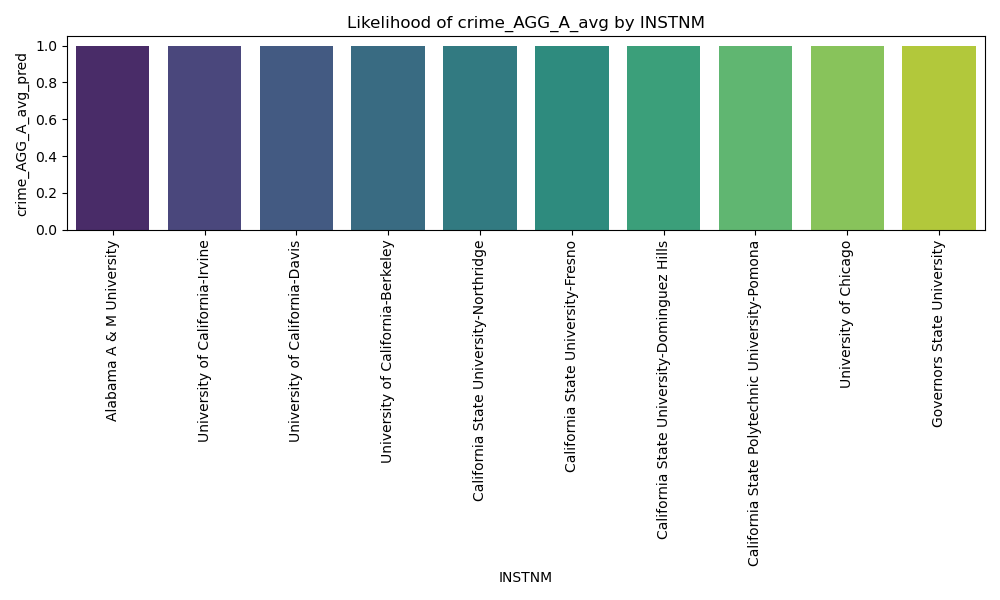 Likelihood of crime_AGG_A_avg by INSTNM
crime_AGG_A_avg_pred
1.0
0.8
0.6
0.4
0.2
0.0
Alabama A & M University
University of California-Irvine
University of California-Davis
University of California-Berkeley
California State University-Northridge
California State University-Fresno
California State University-Dominguez Hills
California State Polytechnic University-Pomona
University of Chicago
Governors State University
INSTNM